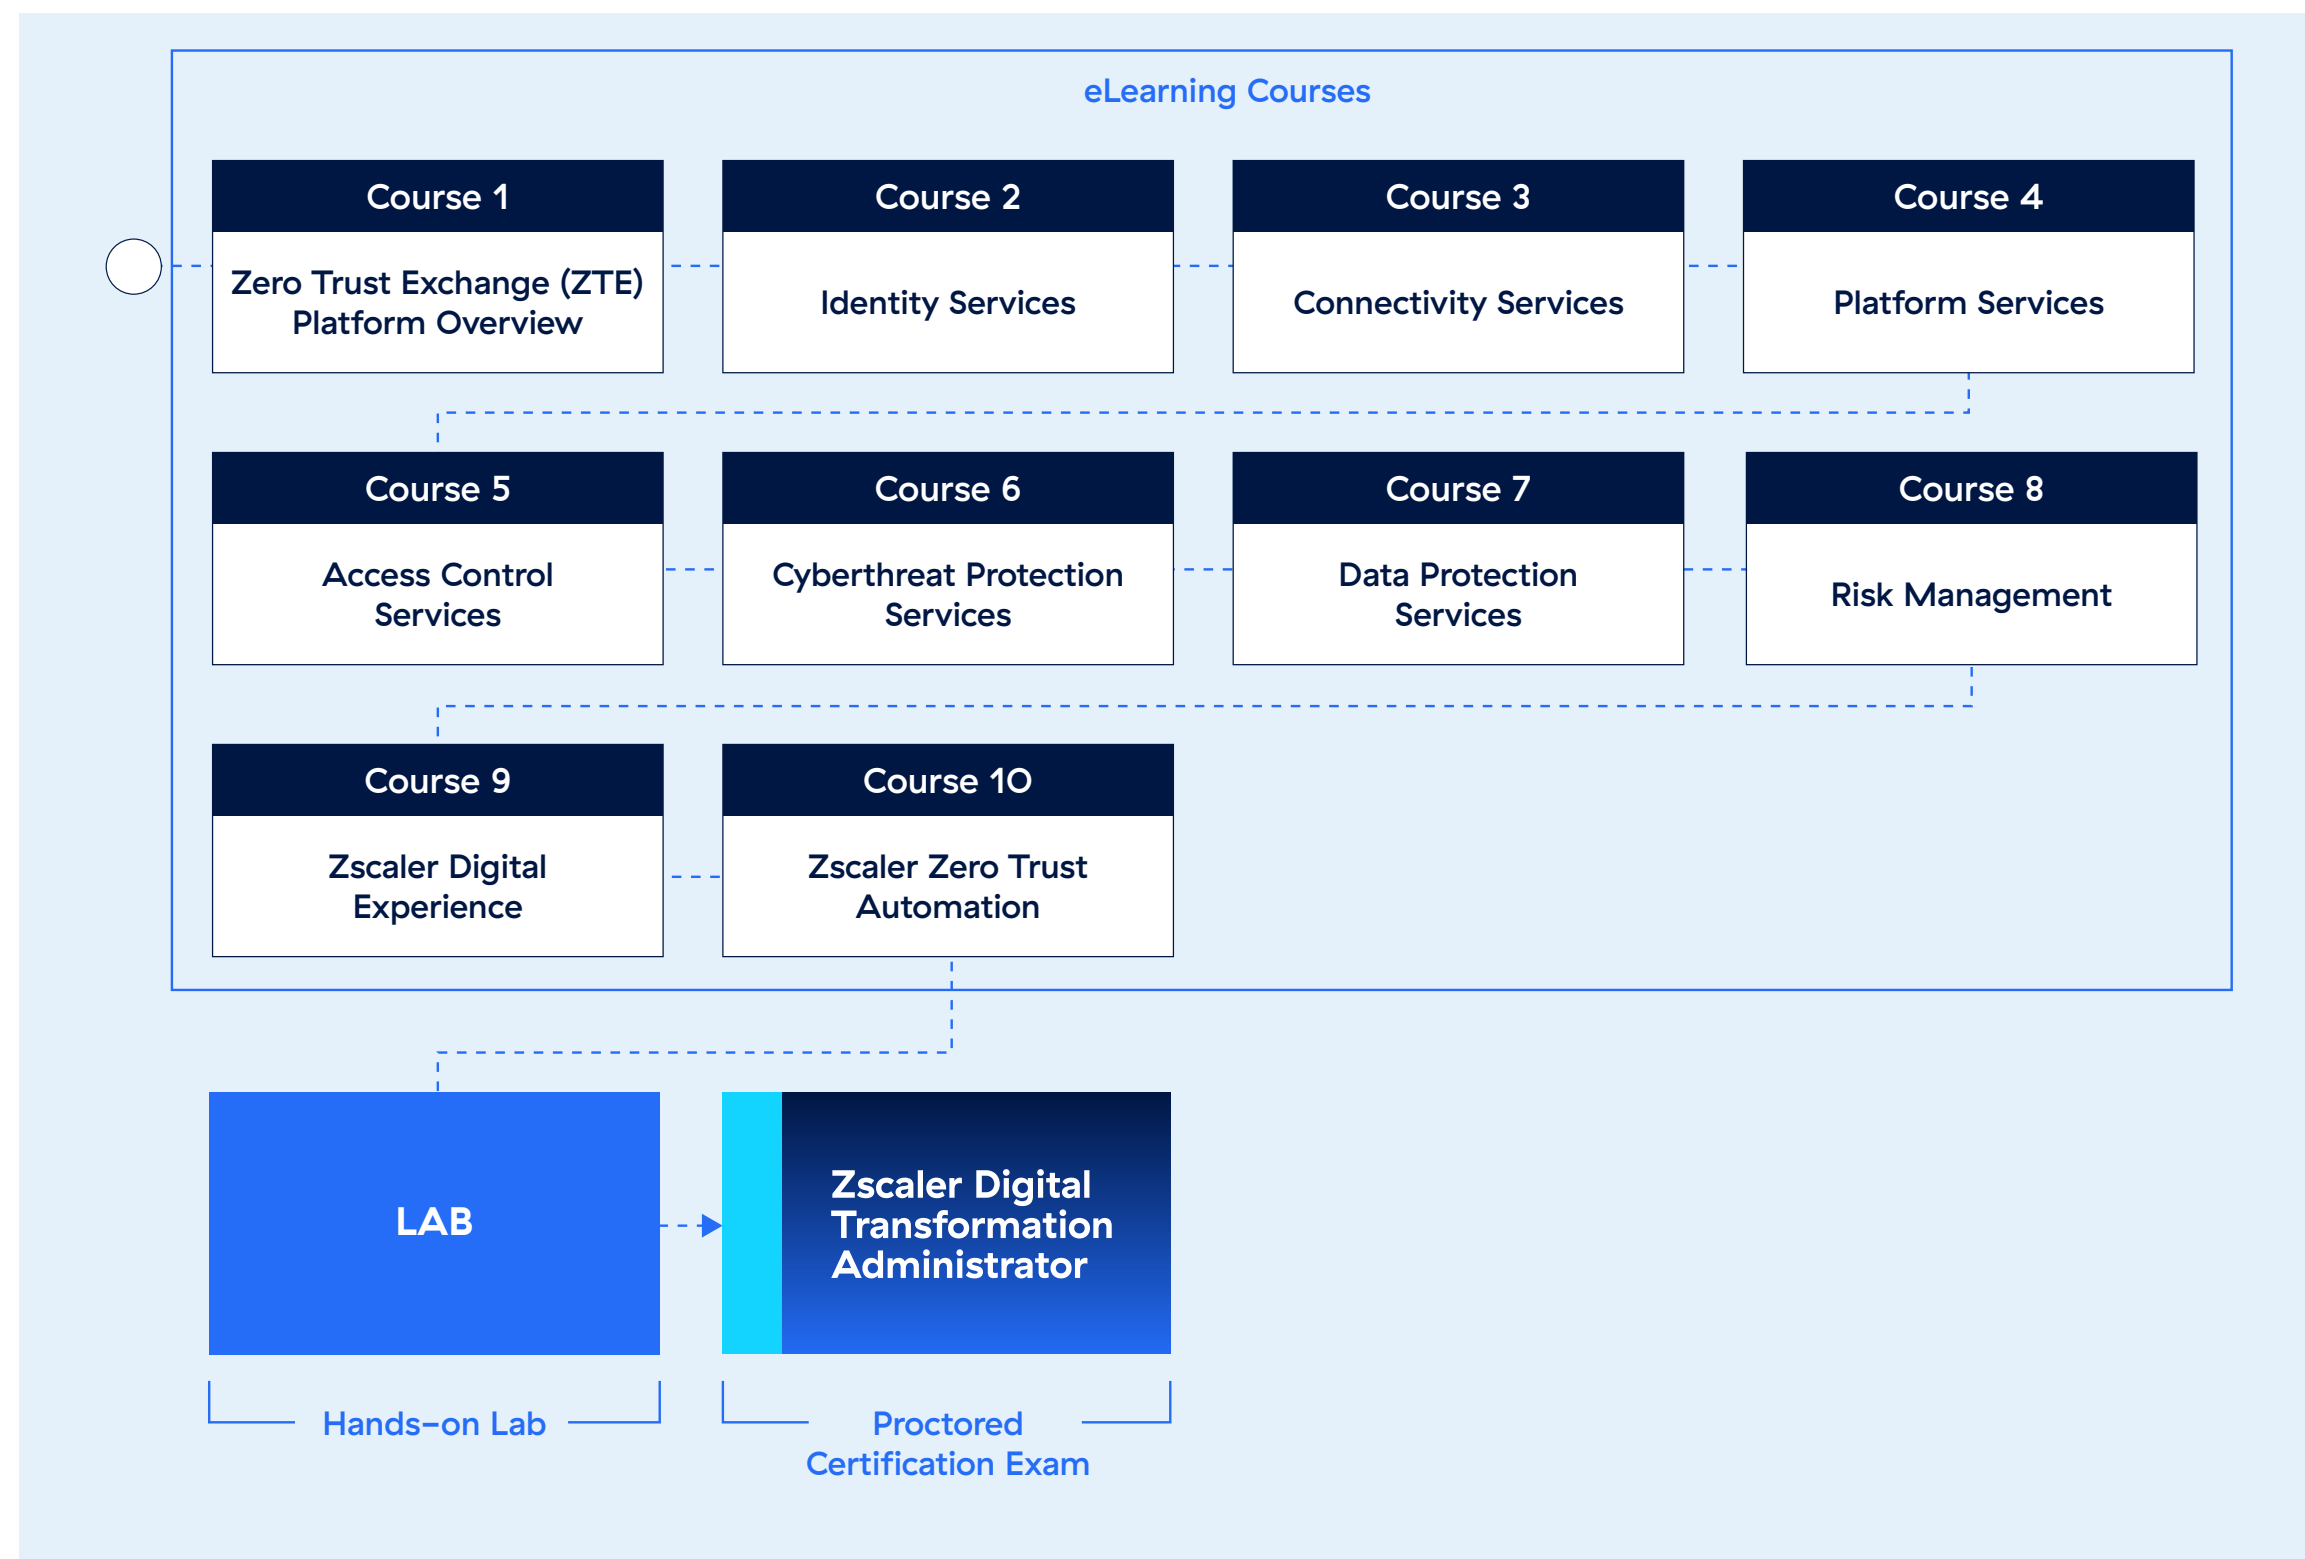 eLearning Courses
Course 1
Zero Trust Exchange (ZTE)
Platform Overview
Course 2
Identity Services
Course 3
Connectivity Services
Course 4
Platform Services
Course 5
Access Control
Services
Course 6
Cyberthreat Protection
Services
Course 7
Data Protection
Services
Course 8
Risk Management
Course 9
Zscaler Digital
Experience
Course 10
Zscaler Zero Trust
Automation
LAB
Hands-on Lab
Zscaler Digital
Transformation
Administrator
Proctored
Certification Exam